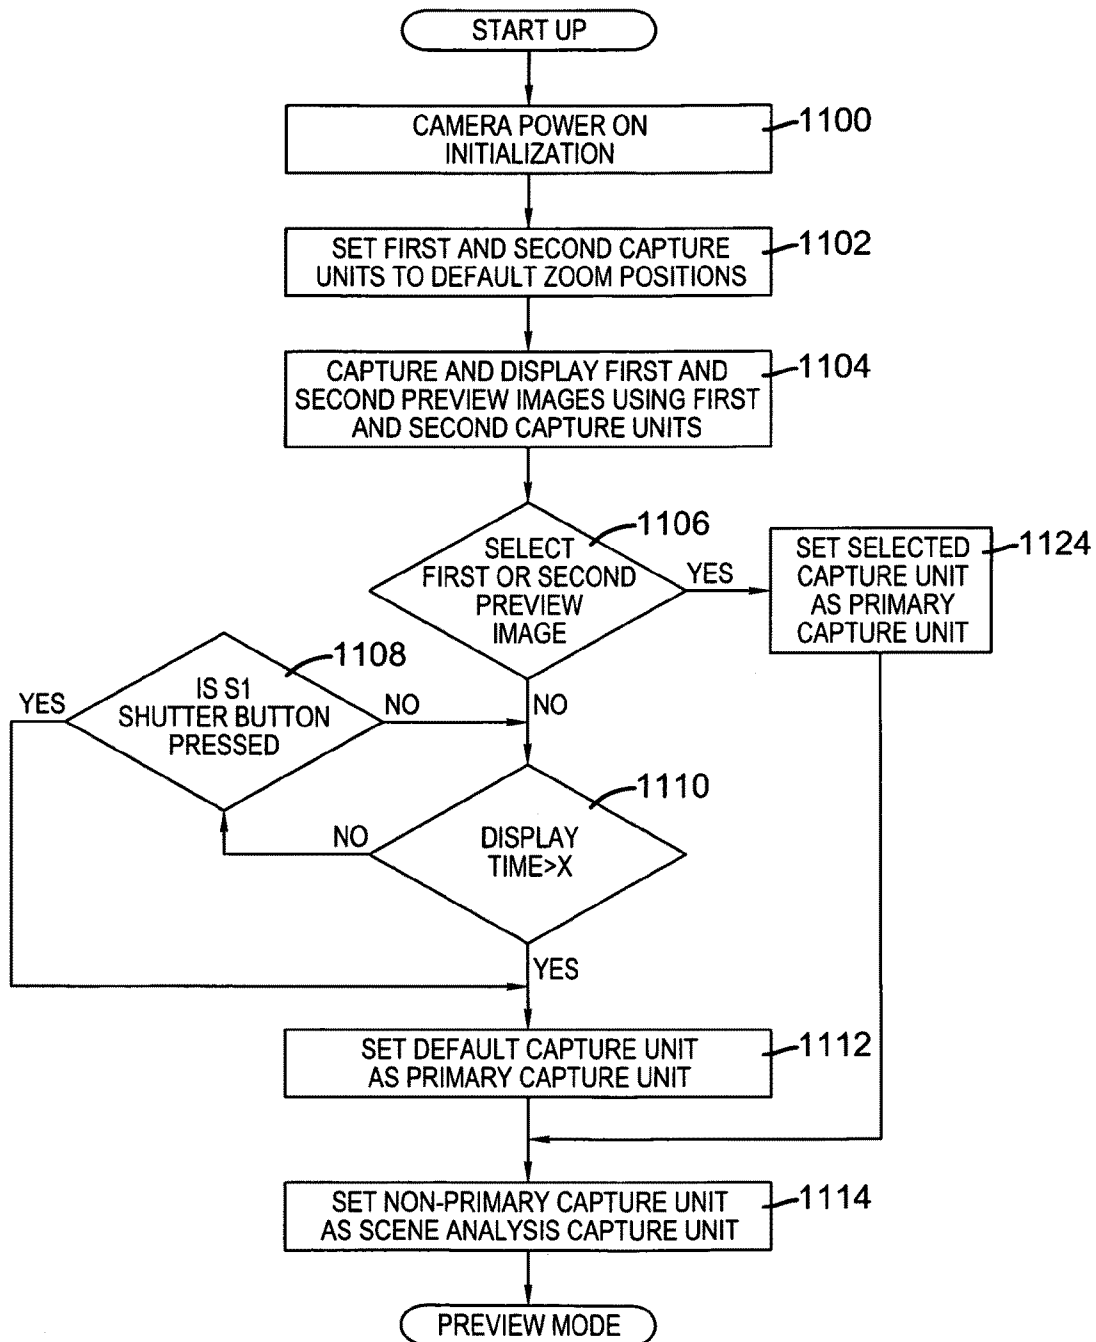 START UP
CAMERA POWER ON
INITIALIZATION
1100
SET FIRST AND SECOND CAPTURE
UNITS TO DEFAULT ZOOM POSITIONS
1102
CAPTURE AND DISPLAY FIRST AND
SECOND PREVIEW IMAGES USING FIRST
AND SECOND CAPTURE UNITS
1104
SELECT
FIRST OR SECOND
PREVIEW
IMAGE
1106
YES
SET SELECTED
CAPTURE UNIT
AS PRIMARY
CAPTURE UNIT
1124
NO
IS S1
SHUTTER BUTTON
PRESSED
1108
YES
NO
DISPLAY
TIME>X
1110
NO
YES
SET DEFAULT CAPTURE UNIT
AS PRIMARY CAPTURE UNIT
1112
SET NON-PRIMARY CAPTURE UNIT
AS SCENE ANALYSIS CAPTURE UNIT
1114
PREVIEW MODE